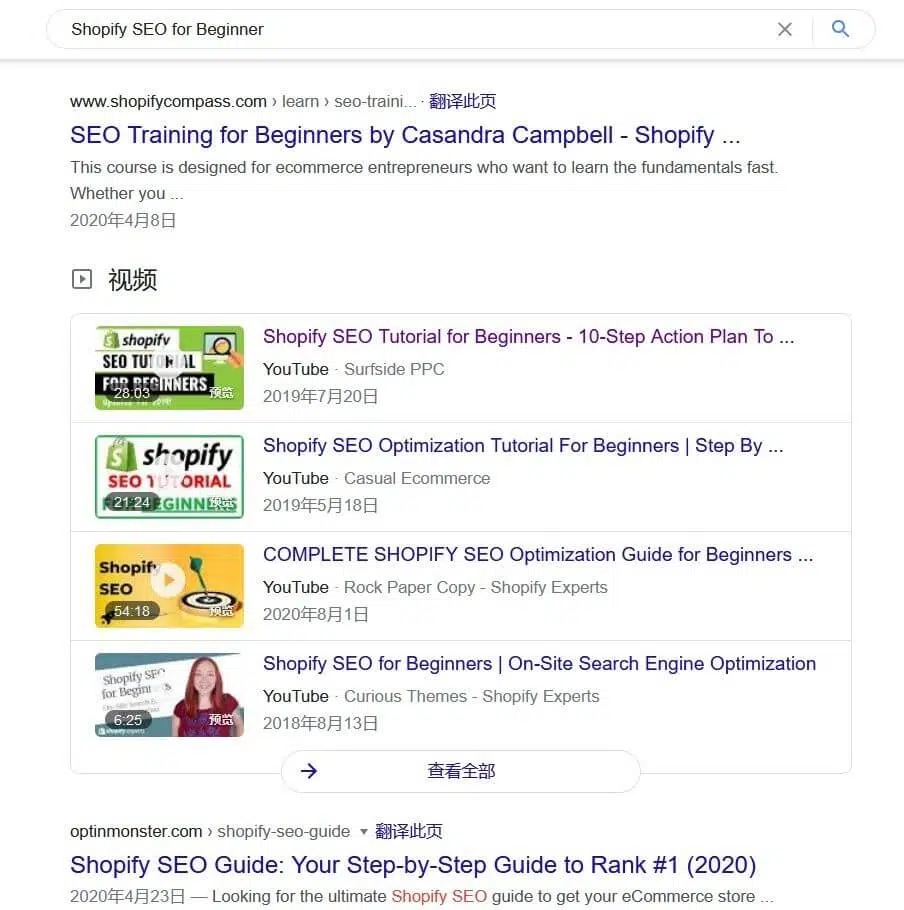 Shopify SEO for Beginner
www.shopifycompass.com › learn › seo-traini... · 翻译此页
SEO Training for Beginners by Casandra Campbell - Shopify ...
This course is designed for ecommerce entrepreneurs who want to learn the fundamentals fast.
Whether you ...
2020年4月8日
视频
shopify
SEO TUTORIAL
FOR BEGINNERS
28:03
预览
Shopify SEO Tutorial for Beginners - 10-Step Action Plan To ...
YouTube · Surfside PPC
2019年7月20日
shopify
SEO TUTORIAL
FOR BEGINNERS
21:24
预览
Shopify SEO Optimization Tutorial For Beginners | Step By ...
YouTube · Casual Ecommerce
2019年5月18日
Shopify
SEO
54:18
预览
COMPLETE SHOPIFY SEO Optimization Guide for Beginners ...
YouTube · Rock Paper Copy - Shopify Experts
2020年8月1日
Shopify SEO
for Beginners
6:25
预览
Shopify SEO for Beginners | On-Site Search Engine Optimization
YouTube · Curious Themes - Shopify Experts
2018年8月13日
查看全部
optinmonster.com › shopify-seo-guide ▾ 翻译此页
Shopify SEO Guide: Your Step-by-Step Guide to Rank #1 (2020)
2020年4月23日 — Looking for the ultimate Shopify SEO guide to get your eCommerce store ...